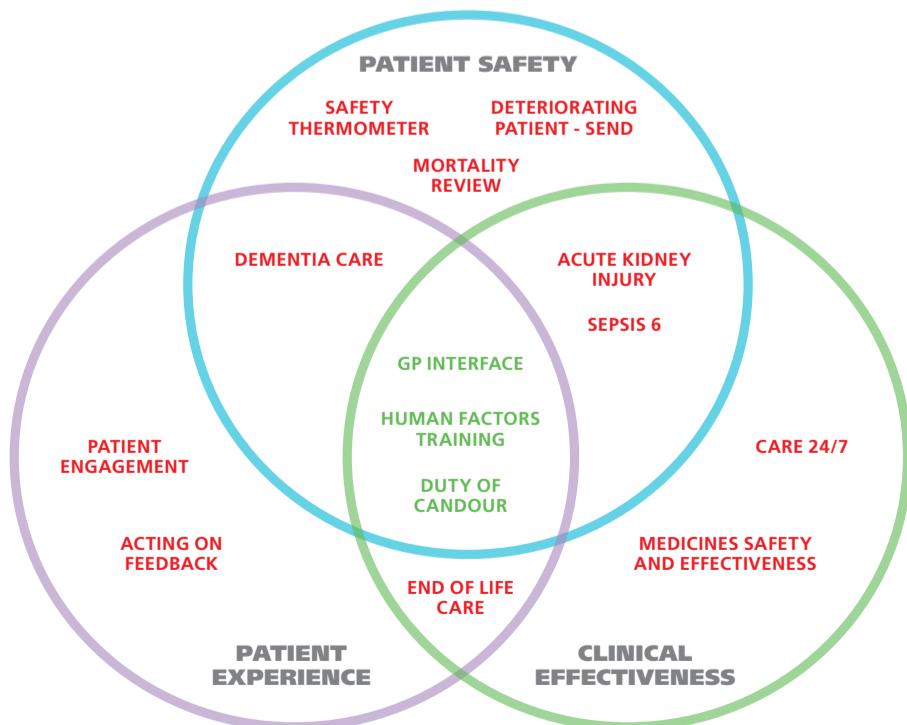 PATIENT SAFETY
SAFETY
THERMOMETER
DETERIORATING
PATIENT - SEND
MORTALITY
REVIEW
DEMENTIA CARE
ACUTE KIDNEY
INJURY
SEPSIS 6
GP INTERFACE
HUMAN FACTORS
TRAINING
DUTY OF
CANDOUR
PATIENT
ENGAGEMENT
CARE 24/7
ACTING ON
FEEDBACK
MEDICINES SAFETY
AND EFFECTIVENESS
END OF LIFE
CARE
PATIENT
EXPERIENCE
CLINICAL
EFFECTIVENESS